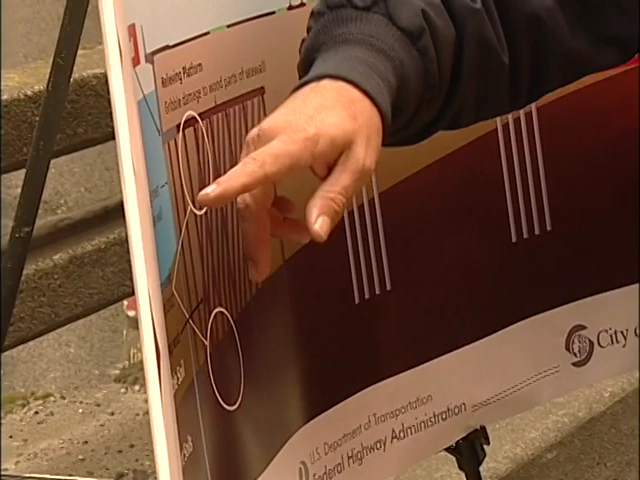 Relieving Platform
Gribble damage to wood parts of seawall
City
U.S. Department of Transportation
Federal Highway Administration